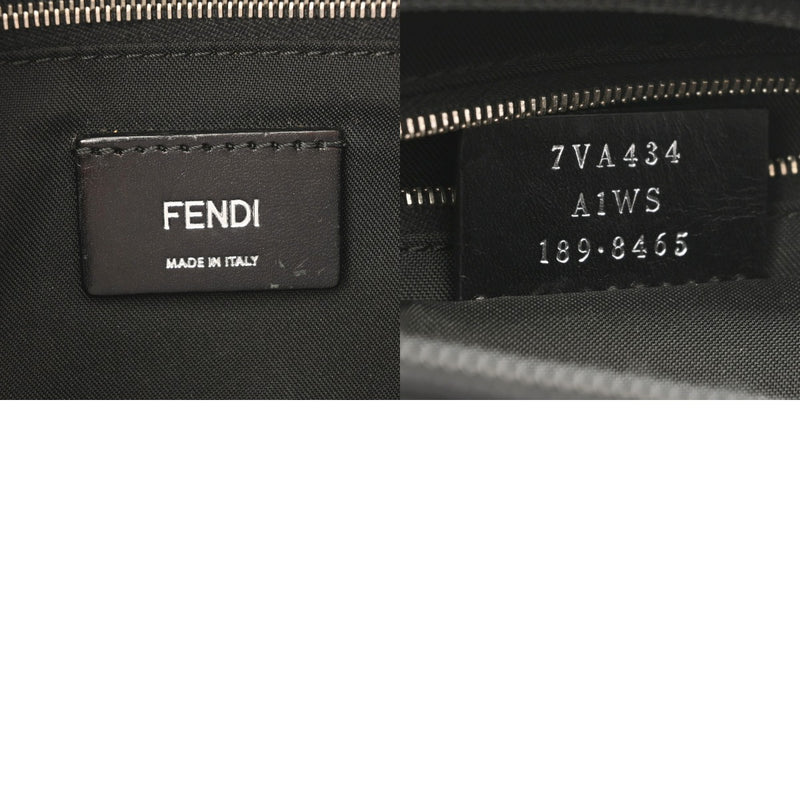 FENDI
MADE IN ITALY
7VA434
A1WS
189·8465